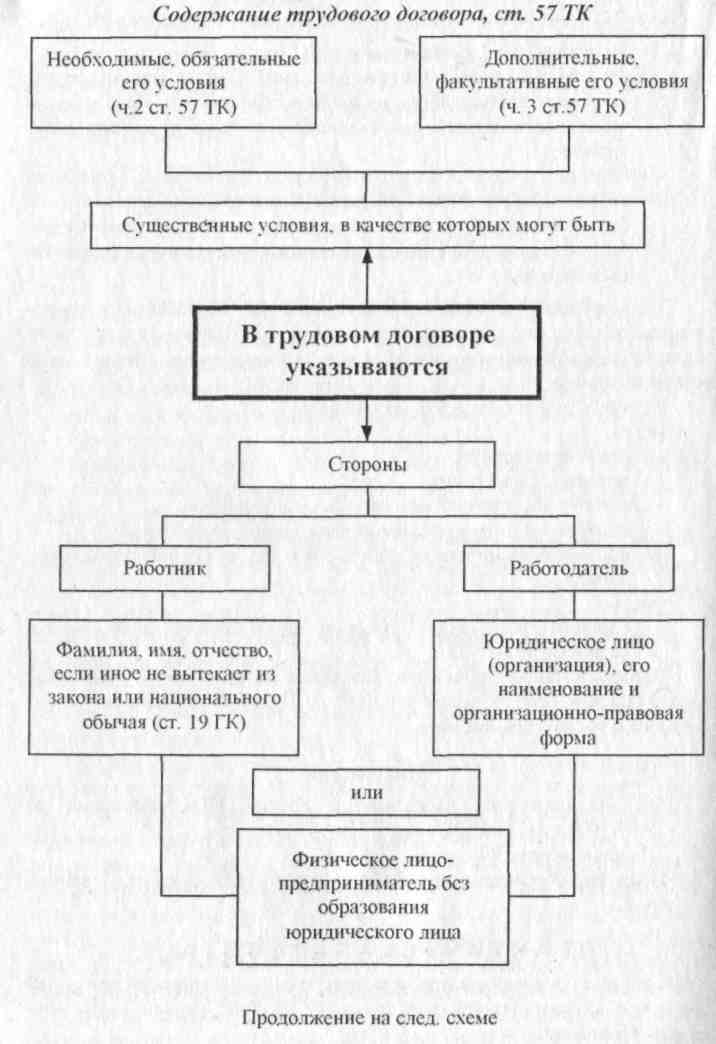 Содержание трудового договора, ст. 57 ТК
Необходимые, обязательные
его условия
(ч.2 ст. 57 ТК)
Дополнительные,
факультативные его условия
(ч. 3 ст.57 ТК)
Существенные условия, в качестве которых могут быть
В трудовом договоре
указываются
Стороны
Работник
Работодатель
Фамилия, имя, отчество,
если иное не вытекает из
закона или национального
обычая (ст. 19 ГК)
Юридическое лицо
(организация), его
наименование и
организационно-правовая
форма
или
Физическое лицо-
предприниматель без
образования
юридического лица
Продолжение на след. схеме